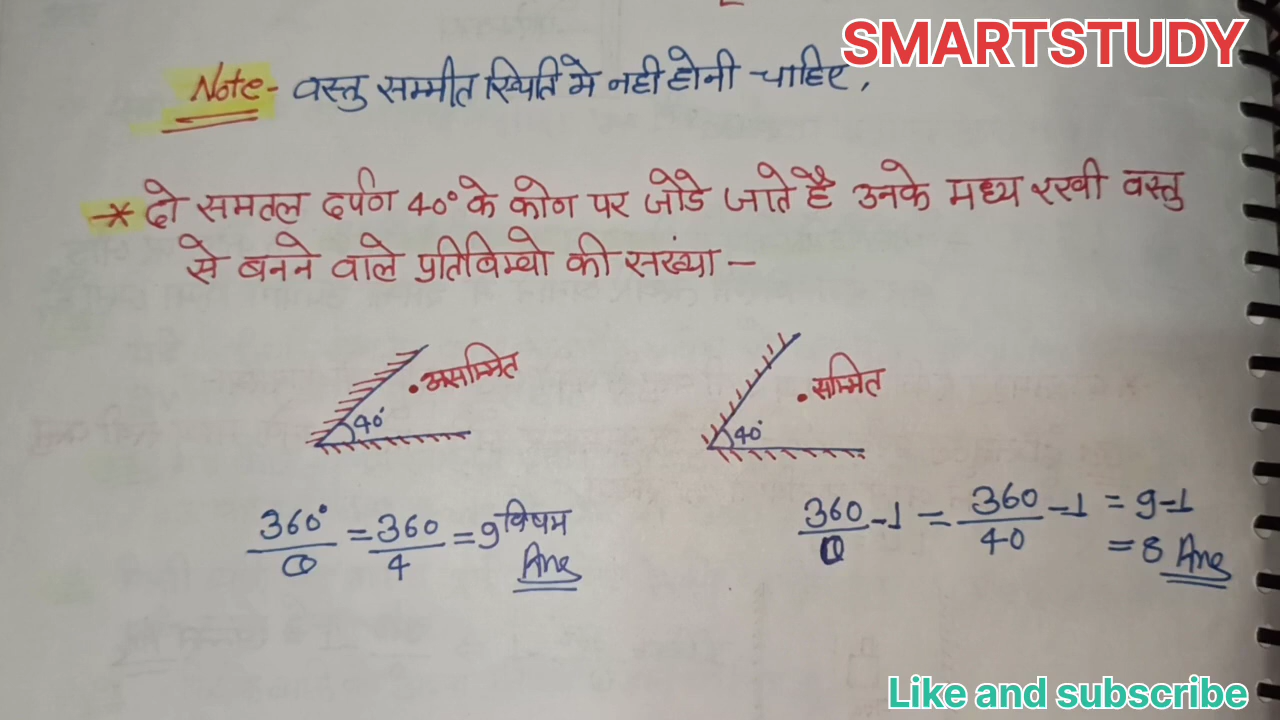 SMARTSTUDY
Note- वस्तु सम्मीत स्थिति मे नही होनी चाहिए,
* दो समतल दर्पण 40° के कोण पर जोडे जाते है उनके मध्य रखी वस्तु
से बनने वाले प्रतिविम्वो की सख्ंया -
असम्मित
40°
सम्मित
40°
360°/Q = 360/4 = 9 विषम
Ans
360/Q - 1 = 360/40 - 1 = 9-1
= 8 Ans
Like and subscribe